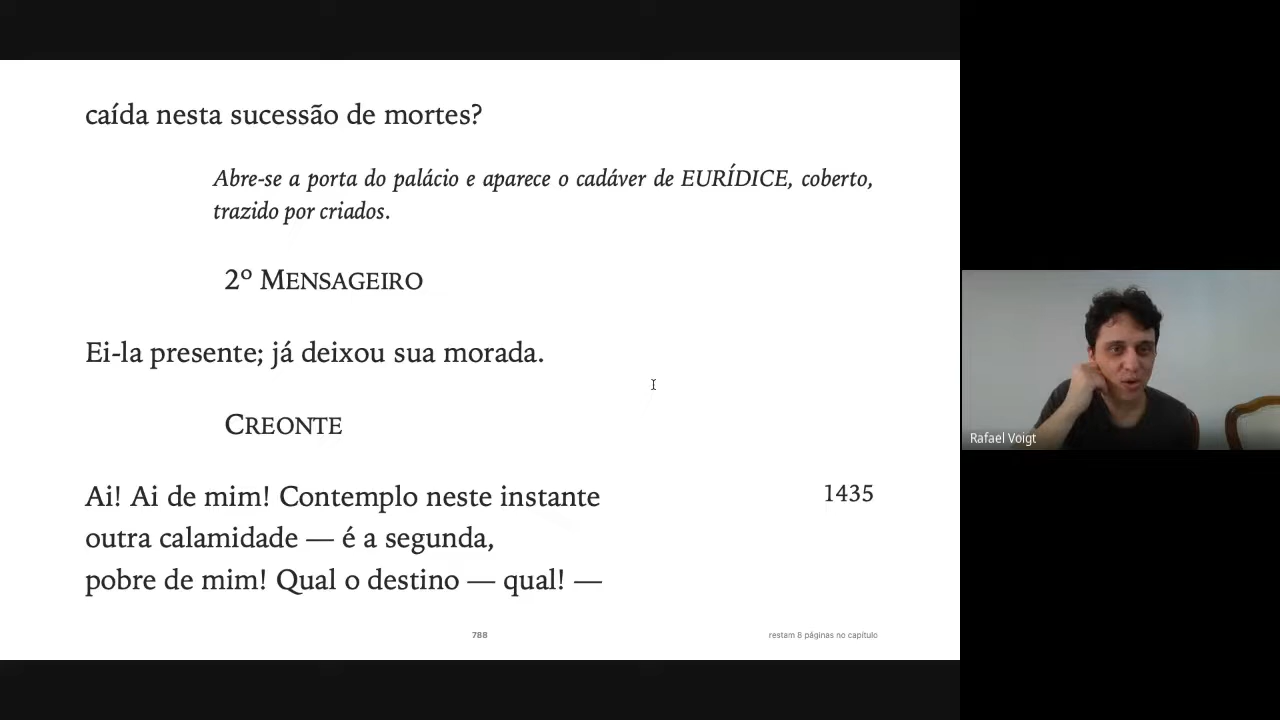 caída nesta sucessão de mortes?
Abre-se a porta do palácio e aparece o cadáver de EURÍDICE, coberto,
trazido por criados.
2º MENSAGEIRO
Ei-la presente; já deixou sua morada.
CREONTE
Ai! Ai de mim! Contemplo neste instante 1435
outra calamidade — é a segunda,
pobre de mim! Qual o destino — qual! —
788 restam 8 páginas no capítulo
Rafael Voigt